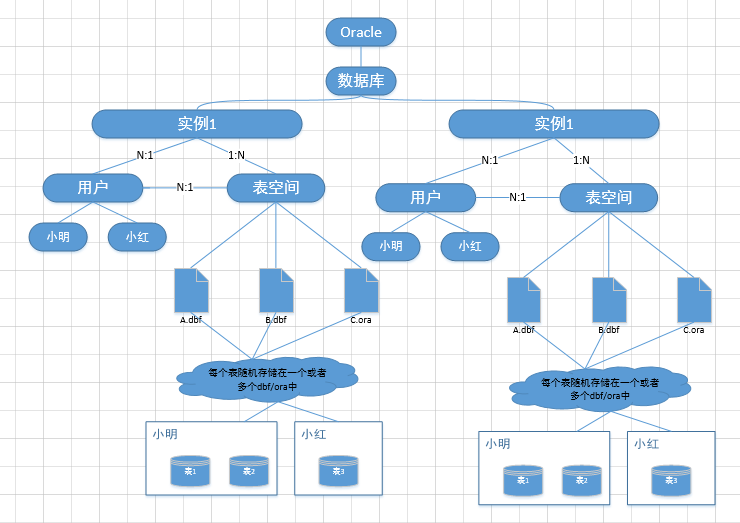 Oracle
数据库
实例1
实例1
N:1
1:N
N:1
1:N
用户
N:1
表空间
用户
N:1
表空间
小明
小红
小明
小红
A.dbf
B.dbf
C.ora
A.dbf
B.dbf
C.ora
每个表随机存储在一个或者
多个dbf/ora中
每个表随机存储在一个或者
多个dbf/ora中
小明
小红
小明
小红
表1
表2
表3
表1
表2
表3